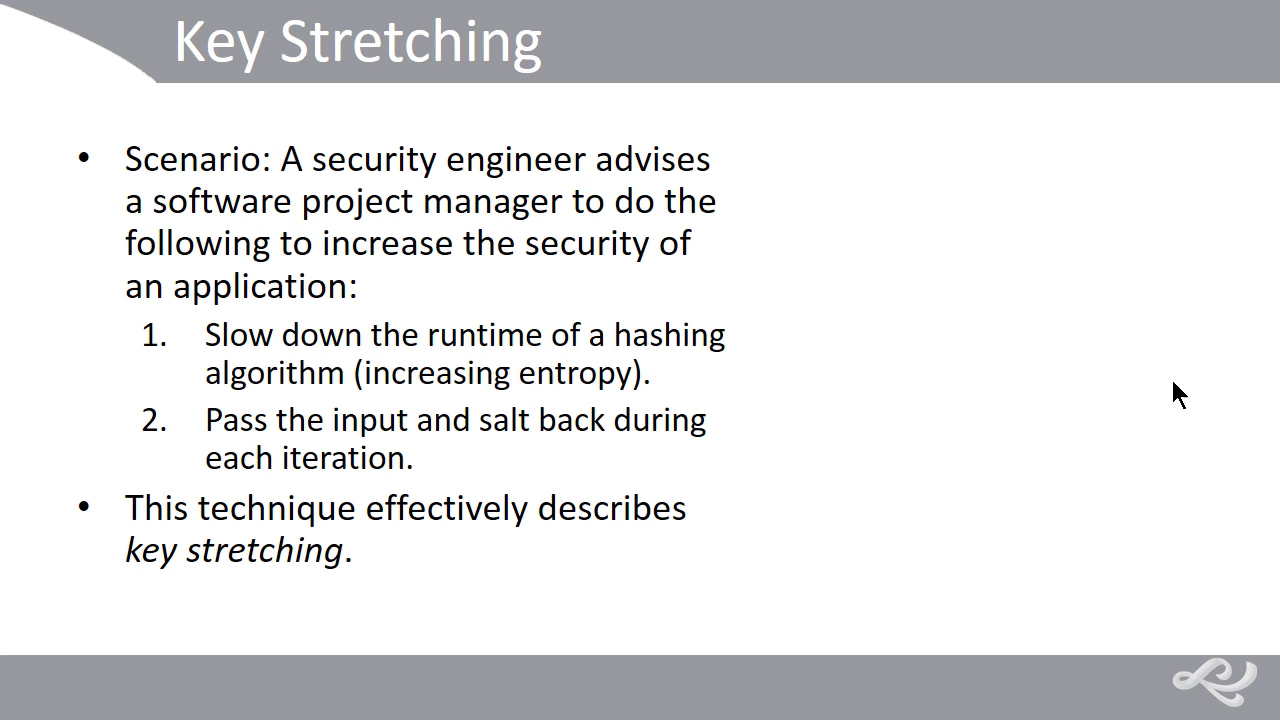 Key Stretching
• Scenario: A security engineer advises
a software project manager to do the
following to increase the security of
an application:
1. Slow down the runtime of a hashing
algorithm (increasing entropy).
2. Pass the input and salt back during
each iteration.
• This technique effectively describes
key stretching.